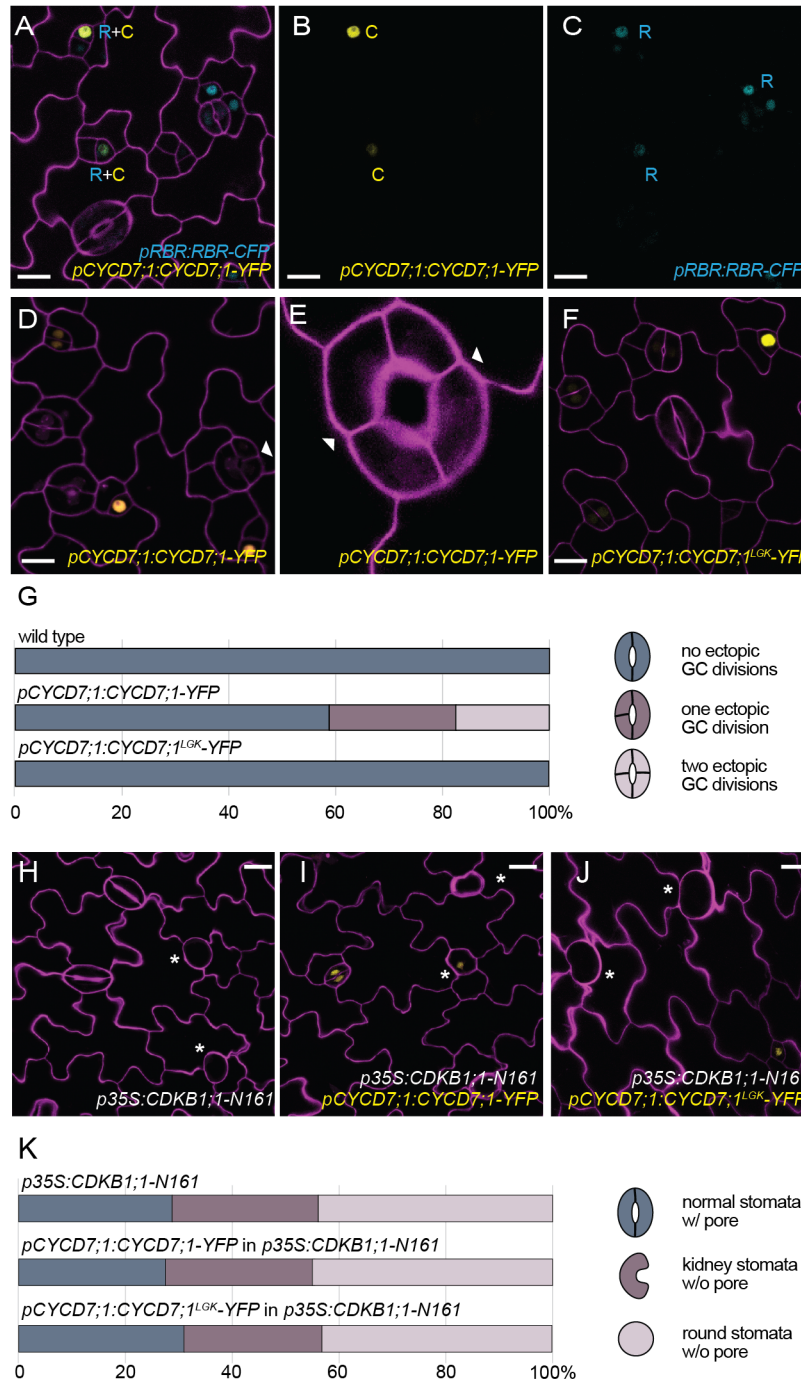 A
R+C
R+C
pRBR:RBR-CFP
pCYCD7;1:CYCD7;1-YFP
B
C
C
pCYCD7;1:CYCD7;1-YFP
C
R
R
R
pRBR:RBR-CFP
D
pCYCD7;1:CYCD7;1-YFP
E
pCYCD7;1:CYCD7;1-YFP
F
pCYCD7;1:CYCD7;1LGK-YFP
G
wild type
pCYCD7;1:CYCD7;1-YFP
pCYCD7;1:CYCD7;1LGK-YFP
0 20 40 60 80 100%
no ectopic
GC divisions
one ectopic
GC division
two ectopic
GC divisions
H
*
*
p35S:CDKB1;1-N161
I
*
*
p35S:CDKB1;1-N161
pCYCD7;1:CYCD7;1-YFP
J
*
*
p35S:CDKB1;1-N161
pCYCD7;1:CYCD7;1LGK-YFP
K
p35S:CDKB1;1-N161
pCYCD7;1:CYCD7;1-YFP in p35S:CDKB1;1-N161
pCYCD7;1:CYCD7;1LGK-YFP in p35S:CDKB1;1-N161
0 20 40 60 80 100%
normal stomata
w/ pore
kidney stomata
w/o pore
round stomata
w/o pore